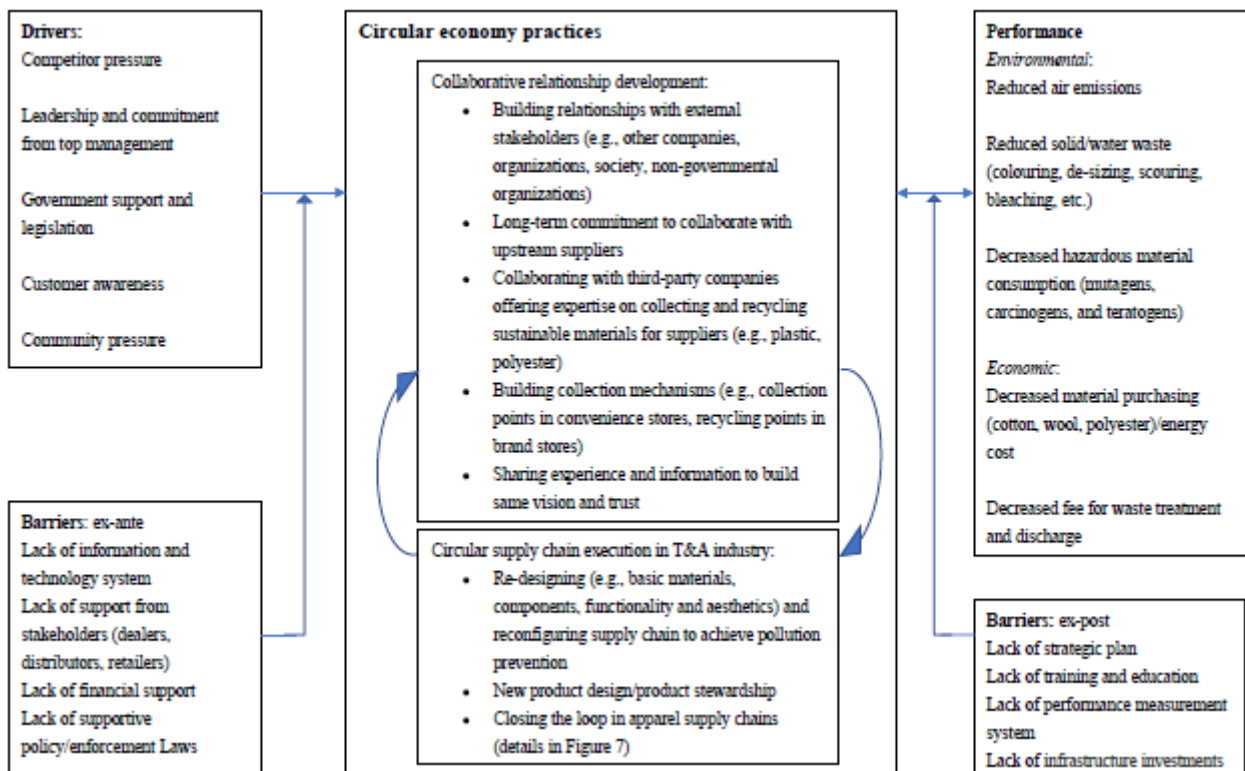 Drivers:
Competitor pressure
Leadership and commitment
from top management
Government support and
legislation
Customer awareness
Community pressure
Barriers: ex-ante
Lack of information and
technology system
Lack of support from
stakeholders (dealers,
distributors, retailers)
Lack of financial support
Lack of supportive
policy/enforcement Laws
Circular economy practices
Collaborative relationship development:
• Building relationships with external
stakeholders (e.g., other companies,
organizations, society, non-governmental
organizations)
• Long-term commitment to collaborate with
upstream suppliers
• Collaborating with third-party companies
offering expertise on collecting and recycling
sustainable materials for suppliers (e.g., plastic,
polyester)
• Building collection mechanisms (e.g., collection
points in convenience stores, recycling points in
brand stores)
• Sharing experience and information to build
same vision and trust
Circular supply chain execution in T&A industry:
• Re-designing (e.g., basic materials,
components, functionality and aesthetics) and
reconfiguring supply chain to achieve pollution
prevention
• New product design/product stewardship
• Closing the loop in apparel supply chains
(details in Figure 7)
Performance
Environmental:
Reduced air emissions
Reduced solid/water waste
(colouring, de-sizing, scouring,
bleaching, etc.)
Decreased hazardous material
consumption (mutagens,
carcinogens, and teratogens)
Economic:
Decreased material purchasing
(cotton, wool, polyester)/energy
cost
Decreased fee for waste treatment
and discharge
Barriers: ex-post
Lack of strategic plan
Lack of training and education
Lack of performance measurement
system
Lack of infrastructure investments